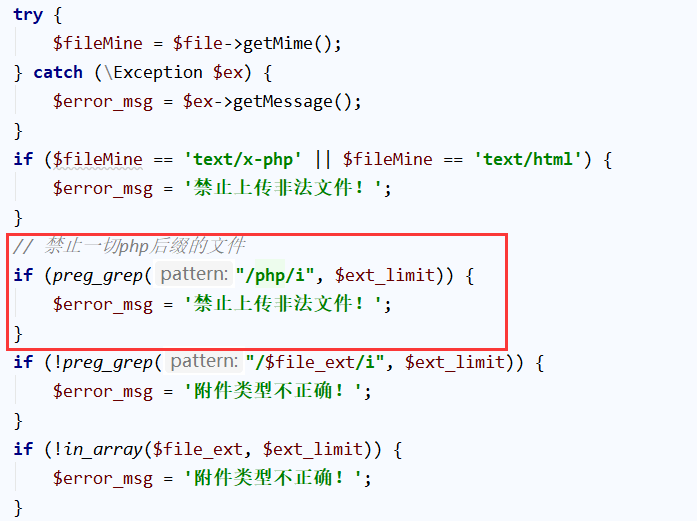 try {
$fileMine = $file->getMime();
} catch (\Exception $ex) {
$error_msg = $ex->getMessage();
}
if ($fileMine == 'text/x-php' || $fileMine == 'text/html') {
$error_msg = '禁止上传非法文件！';
}
// 禁止一切php后缀的文件
if (preg_grep( pattern: "/php/i", $ext_limit)) {
$error_msg = '禁止上传非法文件！';
}
if (!preg_grep( pattern: "/$file_ext/i", $ext_limit)) {
$error_msg = '附件类型不正确！';
}
if (!in_array($file_ext, $ext_limit)) {
$error_msg = '附件类型不正确！';
}